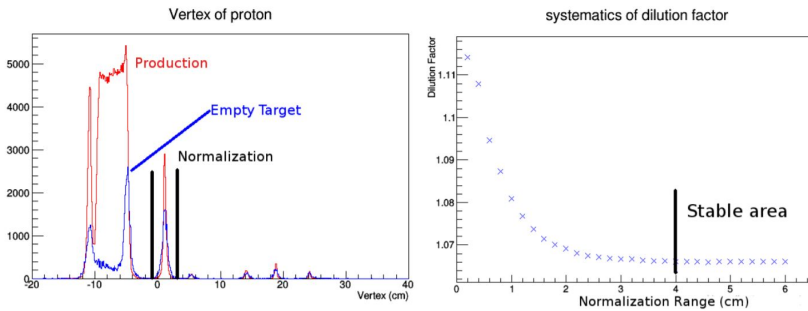 Vertex of proton
5000
4000
3000
2000
1000
0
-20
-10
0
10
20
30
40
Vertex (cm)
Production
Empty Target
Normalization
systematics of dilution factor
Dilution Factor
1.11
1.1
1.09
1.08
1.07
0
1
2
3
4
5
6
Normalization Range (cm)
Stable area